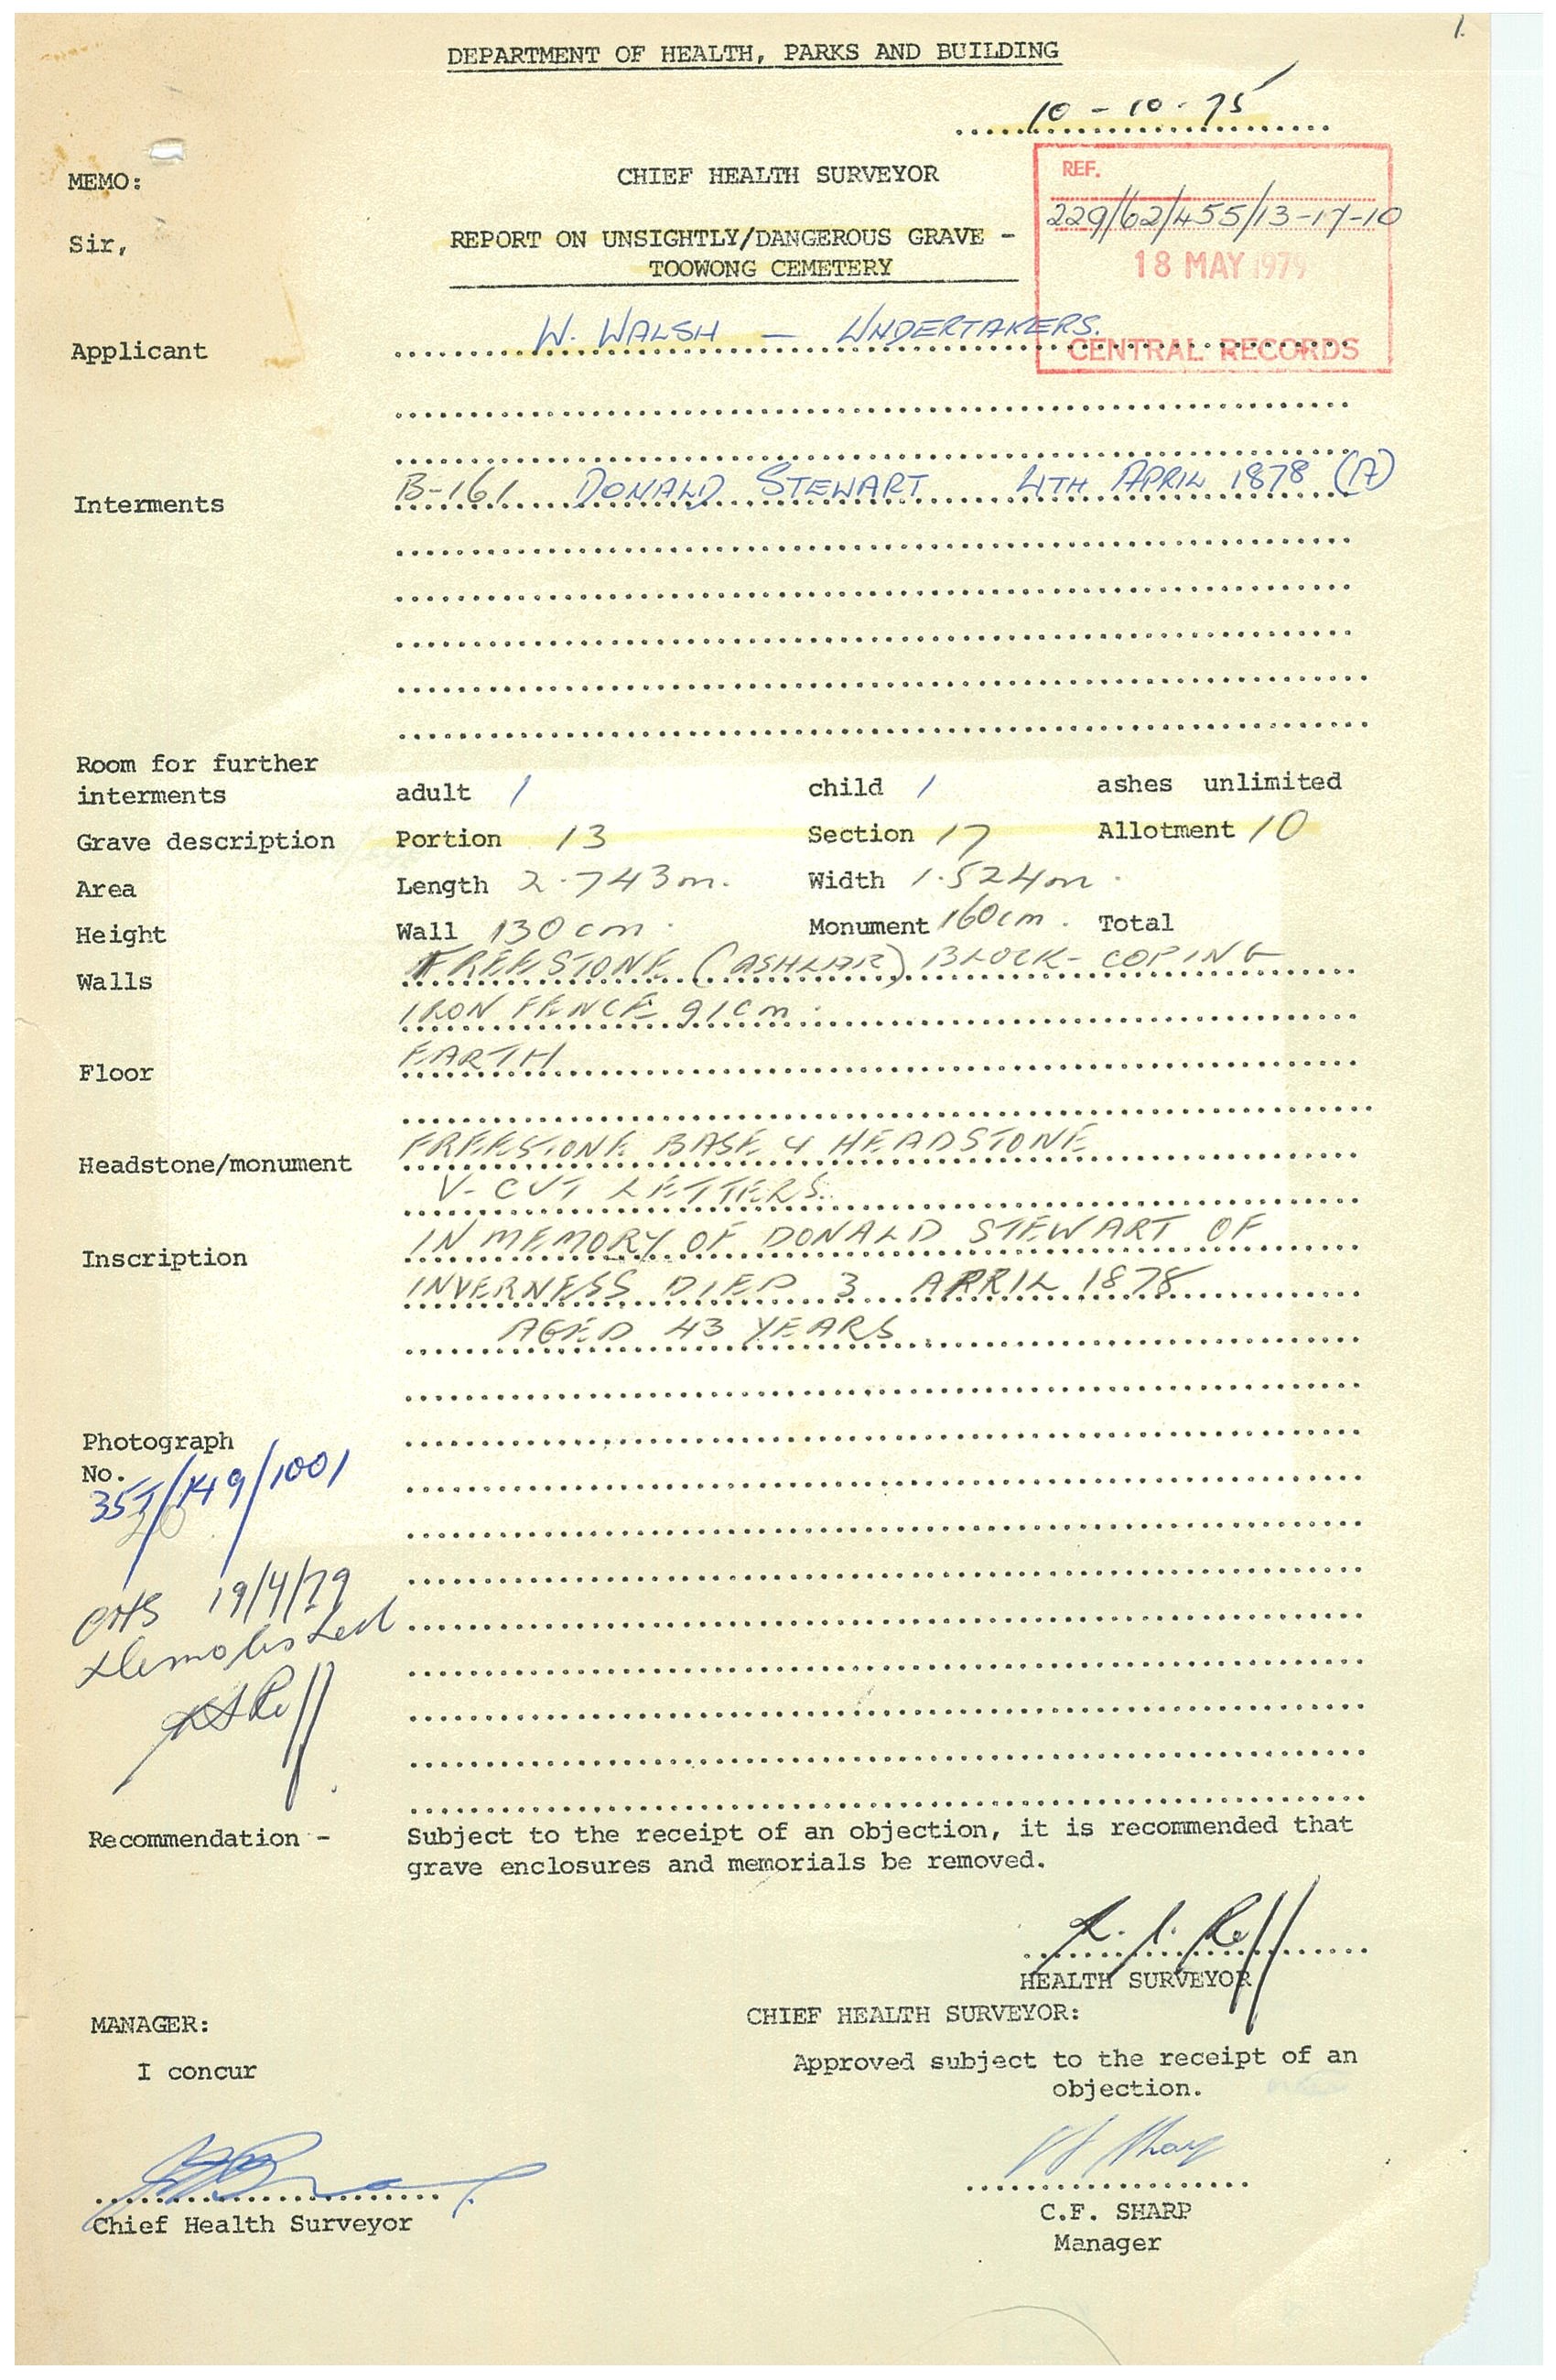 1.
DEPARTMENT OF HEALTH, PARKS AND BUILDING
10 - 10 - 75
MEMO:
CHIEF HEALTH SURVEYOR
REF.
229/62/455/13-17-10
Sir,
REPORT ON UNSIGHTLY/DANGEROUS GRAVE -
TOOWONG CEMETERY
18 MAY 1979
CENTRAL RECORDS
Applicant W. WALSH — UNDERTAKERS.
Interments B-161 DONALD STEWART 4TH APRIL 1878 (A)
Room for further
interments adult 1 child 1 ashes unlimited
Grave description Portion 13 Section 17 Allotment 10
Area Length 2.743m. Width 1.524m.
Height Wall 130cm. Monument 160cm. Total
Walls FREESTONE (ASHLAR) BLOCK- COPING
IRON FENCE 91cm.
Floor EARTH
Headstone/monument FREESTONE BASE & HEADSTONE
V-CUT LETTERS.
Inscription IN MEMORY OF DONALD STEWART OF
INVERNESS DIED 3 APRIL 1878
AGED 43 YEARS.
Photograph
No.
/149/1001
CHS 19/4/79
Demolished
Recommendation - Subject to the receipt of an objection, it is recommended that
grave enclosures and memorials be removed.
HEALTH SURVEYOR
MANAGER:
CHIEF HEALTH SURVEYOR:
I concur
Approved subject to the receipt of an
objection.
Chief Health Surveyor
C.F. SHARP
Manager